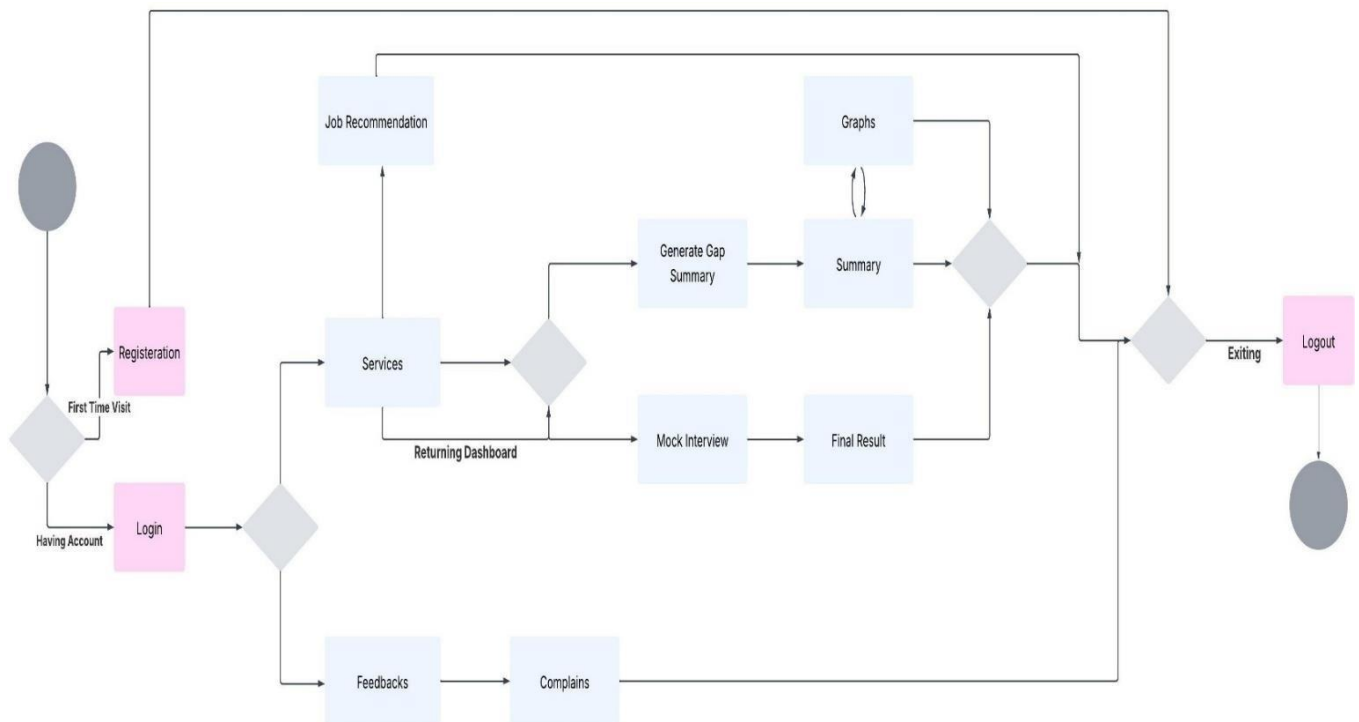 Job Recommendation
Graphs
Generate Gap
Summary
Summary
Registeration
First Time Visit
Services
Exiting
Logout
Returning Dashboard
Mock Interview
Final Result
Having Account
Login
Feedbacks
Complains